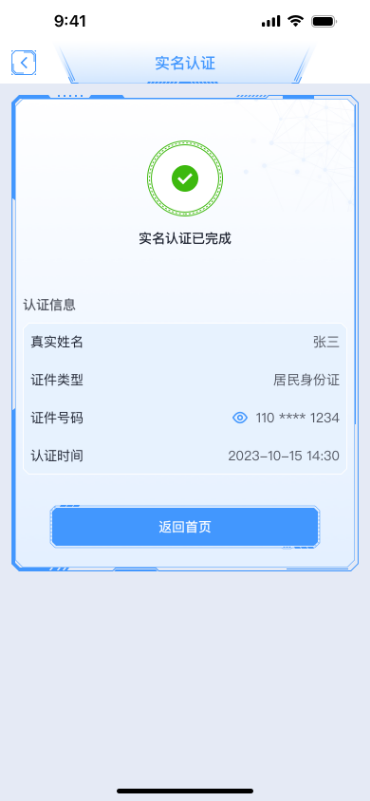 9:41
实名认证
实名认证已完成
认证信息
真实姓名 张三
证件类型 居民身份证
证件号码 110 **** 1234
认证时间 2023-10-15 14:30
返回首页